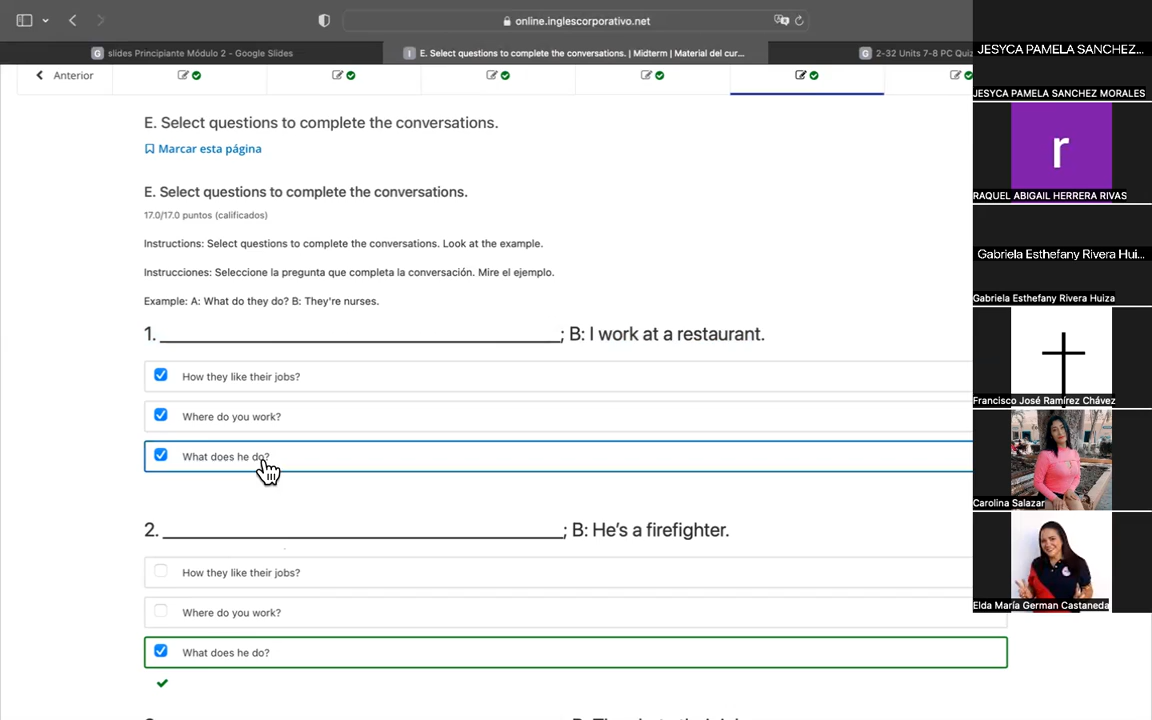 online.inglescorporativo.net
slides Principiante Módulo 2 - Google Slides
E. Select questions to complete the conversations. | Midterm | Material del cur...
2-32 Units 7-8 PC Quiz
Anterior
E. Select questions to complete the conversations.
Marcar esta página
E. Select questions to complete the conversations.
17.0/17.0 puntos (calificados)
Instructions: Select questions to complete the conversations. Look at the example.
Instrucciones: Seleccione la pregunta que completa la conversación. Mire el ejemplo.
Example: A: What do they do? B: They're nurses.
1. ________________________________________; B: I work at a restaurant.
How they like their jobs?
Where do you work?
What does he do?
2. ________________________________________; B: He's a firefighter.
How they like their jobs?
Where do you work?
What does he do?
JESYCA PAMELA SANCHEZ...
JESYCA PAMELA SANCHEZ MORALES
r
RAQUEL ABIGAIL HERRERA RIVAS
Gabriela Esthefany Rivera Hui...
Gabriela Esthefany Rivera Huiza
Francisco José Ramírez Chávez
Carolina Salazar
Elda María German Castaneda